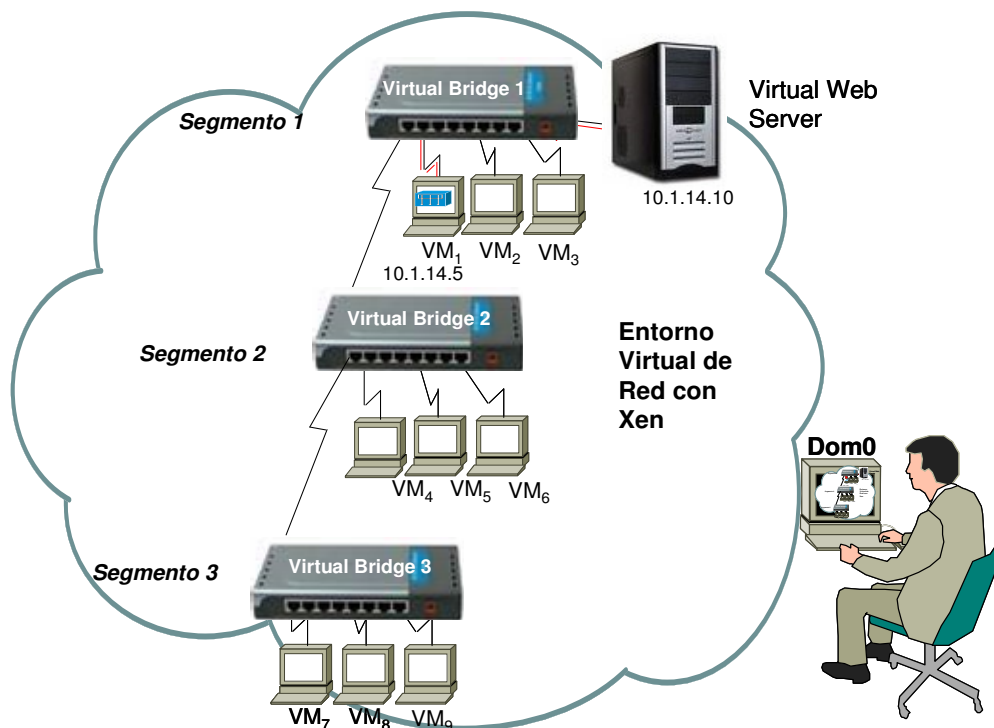 Virtual Bridge 1
Virtual Web
Server
Segmento 1
10.1.14.10
VM1
VM2
VM3
10.1.14.5
Virtual Bridge 2
Segmento 2
Entorno
Virtual de
Red con
Xen
Dom0
VM4
VM5
VM6
Virtual Bridge 3
Segmento 3
VM7
VM8
VM9